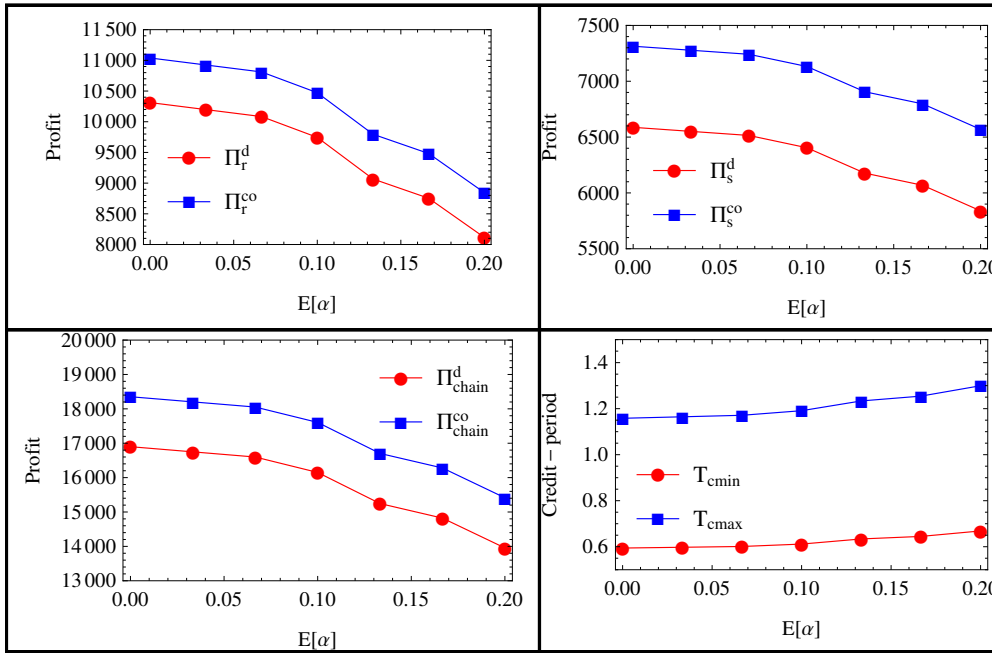 11 500
11 000
10 500
10 000
9500
9000
8500
8000
Profit
Π_r^d
Π_r^co
0.00 0.05 0.10 0.15 0.20
E[α]
7500
7000
6500
6000
5500
Profit
Π_s^d
Π_s^co
0.00 0.05 0.10 0.15 0.20
E[α]
20 000
19 000
18 000
17 000
16 000
15 000
14 000
13 000
Profit
Π_chain^d
Π_chain^co
0.00 0.05 0.10 0.15 0.20
E[α]
1.4
1.2
1.0
0.8
0.6
Credit – period
T_cmin
T_cmax
0.00 0.05 0.10 0.15 0.20
E[α]